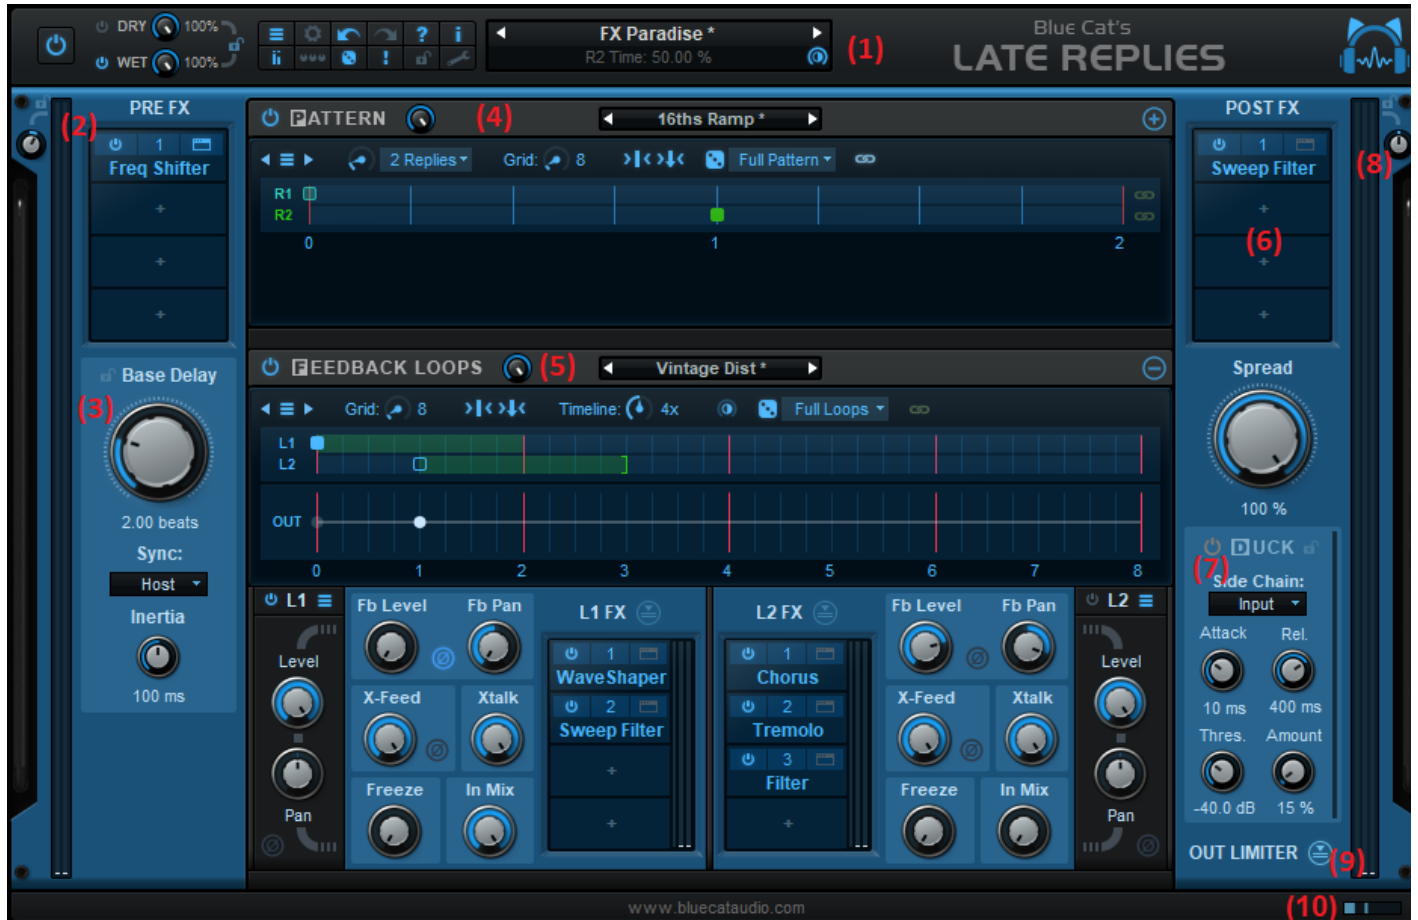 DRY 100%
WET 100%
FX Paradise *
R2 Time: 50.00 %
(1)
Blue Cat's
LATE REPLIES
PRE FX
(2)
1
Freq Shifter
+
+
+
Base Delay
(3)
2.00 beats
Sync:
Host
Inertia
100 ms
PATTERN
(4)
16ths Ramp *
2 Replies
Grid: 8
Full Pattern
R1
R2
0 1 2
FEEDBACK LOOPS
(5)
Vintage Dist *
Grid: 8
Timeline: 4x
Full Loops
L1
L2
OUT
0 1 2 3 4 5 6 7 8
L1
Level
Pan
Fb Level
Fb Pan
X-Feed
Xtalk
Freeze
In Mix
L1 FX
1
WaveShaper
2
Sweep Filter
+
+
L2 FX
1
Chorus
2
Tremolo
3
Filter
+
Fb Level
Fb Pan
X-Feed
Xtalk
Freeze
In Mix
L2
Level
Pan
POST FX
1
Sweep Filter
+
(6)
+
+
(8)
Spread
100 %
DUCK
(7)
Side Chain:
Input
Attack Rel.
10 ms 400 ms
Thres. Amount
-40.0 dB 15 %
OUT LIMITER
(9)
www.bluecataudio.com
(10)